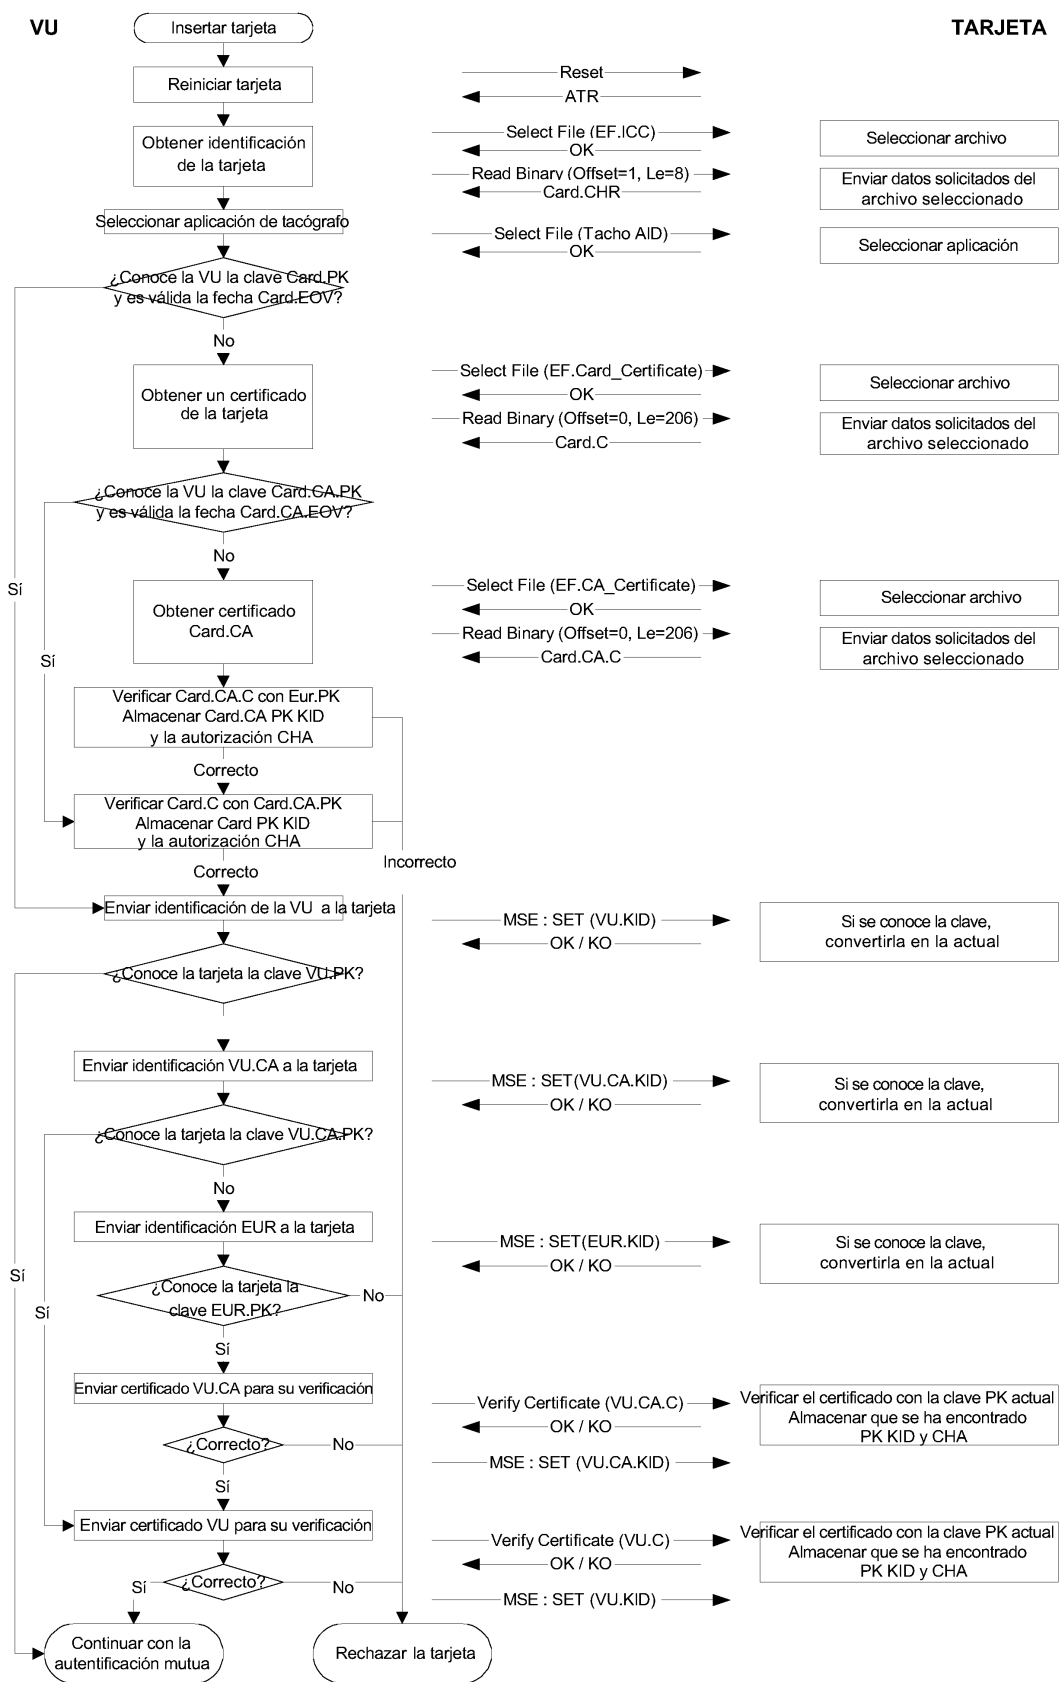 VU
TARJETA
Insertar tarjeta
Reiniciar tarjeta
Reset
ATR
Obtener identificación
de la tarjeta
Select File (EF.ICC)
OK
Seleccionar archivo
Read Binary (Offset=1, Le=8)
Card.CHR
Enviar datos solicitados del
archivo seleccionado
Seleccionar aplicación de tacógrafo
Select File (Tacho AID)
OK
Seleccionar aplicación
¿Conoce la VU la clave Card.PK
y es válida la fecha Card.EOV?
No
Obtener un certificado
de la tarjeta
Select File (EF.Card_Certificate)
OK
Seleccionar archivo
Read Binary (Offset=0, Le=206)
Card.C
Enviar datos solicitados del
archivo seleccionado
¿Conoce la VU la clave Card.CA.PK
y es válida la fecha Card.CA.EOV?
No
Sí
Obtener certificado
Card.CA
Select File (EF.CA_Certificate)
OK
Seleccionar archivo
Read Binary (Offset=0, Le=206)
Card.CA.C
Enviar datos solicitados del
archivo seleccionado
Sí
Verificar Card.CA.C con Eur.PK
Almacenar Card.CA PK KID
y la autorización CHA
Correcto
Verificar Card.C con Card.CA.PK
Almacenar Card PK KID
y la autorización CHA
Incorrecto
Correcto
Enviar identificación de la VU a la tarjeta
MSE : SET (VU.KID)
OK / KO
Si se conoce la clave,
convertirla en la actual
¿Conoce la tarjeta la clave VU.PK?
Enviar identificación VU.CA a la tarjeta
MSE : SET(VU.CA.KID)
OK / KO
Si se conoce la clave,
convertirla en la actual
¿Conoce la tarjeta la clave VU.CA.PK?
No
Enviar identificación EUR a la tarjeta
MSE : SET(EUR.KID)
OK / KO
Si se conoce la clave,
convertirla en la actual
Sí
¿Conoce la tarjeta la
clave EUR.PK?
No
Sí
Sí
Enviar certificado VU.CA para su verificación
Verify Certificate (VU.CA.C)
OK / KO
Verificar el certificado con la clave PK actual
Almacenar que se ha encontrado
PK KID y CHA
¿Correcto?
No
MSE : SET (VU.CA.KID)
Sí
Enviar certificado VU para su verificación
Verify Certificate (VU.C)
OK / KO
Verificar el certificado con la clave PK actual
Almacenar que se ha encontrado
PK KID y CHA
¿Correcto?
Sí
No
MSE : SET (VU.KID)
Continuar con la
autentificación mutua
Rechazar la tarjeta